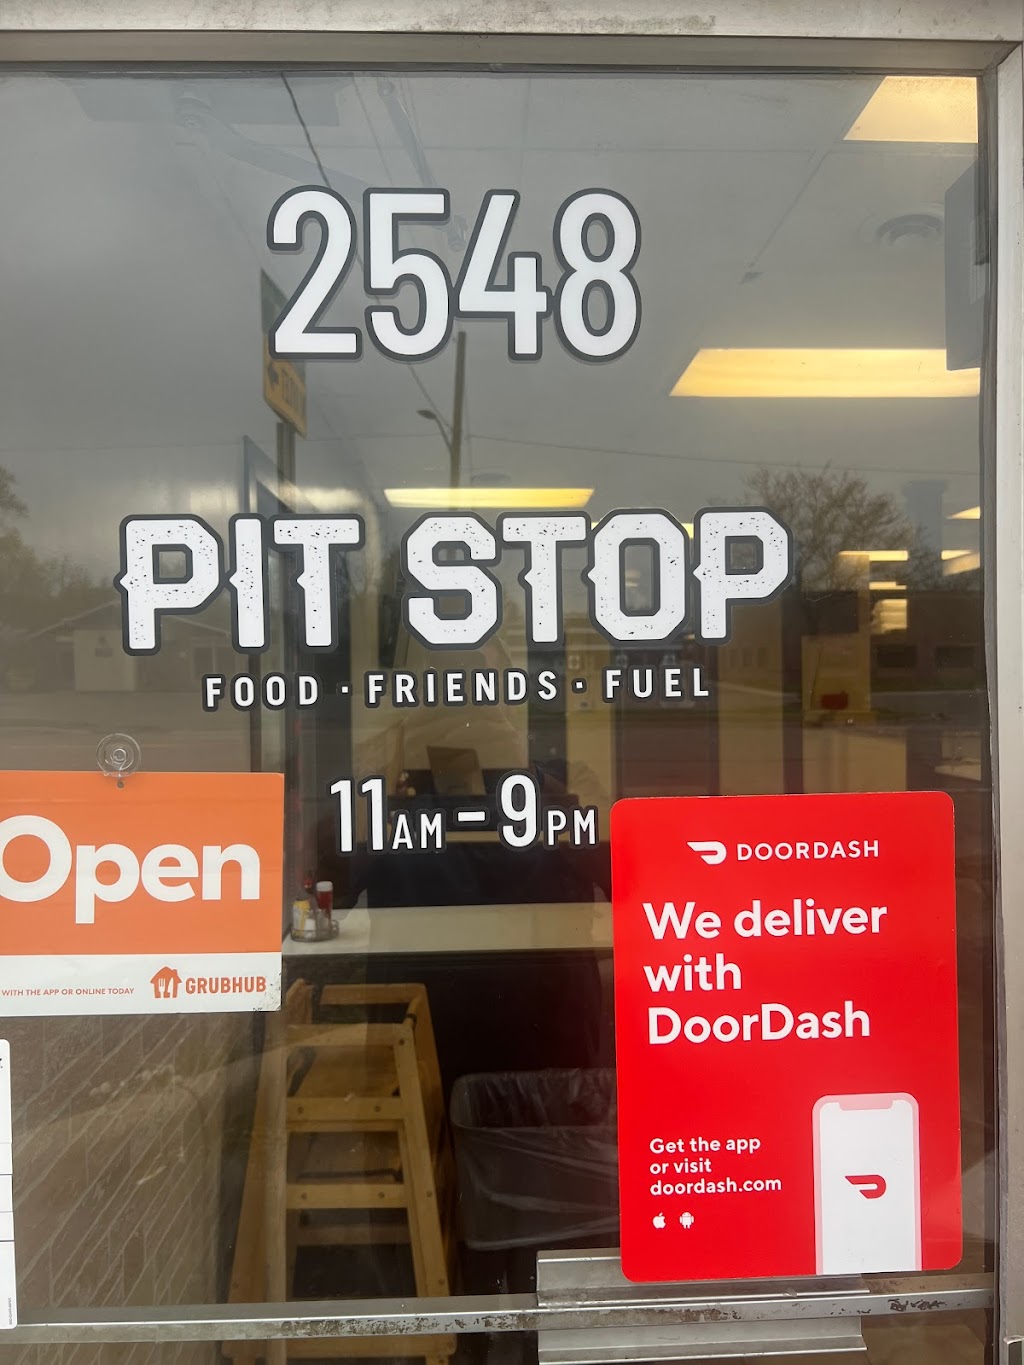 2548
PIT STOP
FOOD · FRIENDS · FUEL
11AM – 9PM
Open
WITH THE APP OR ONLINE TODAY
GRUBHUB
DOORDASH
We deliver
with
DoorDash
Get the app
or visit
doordash.com